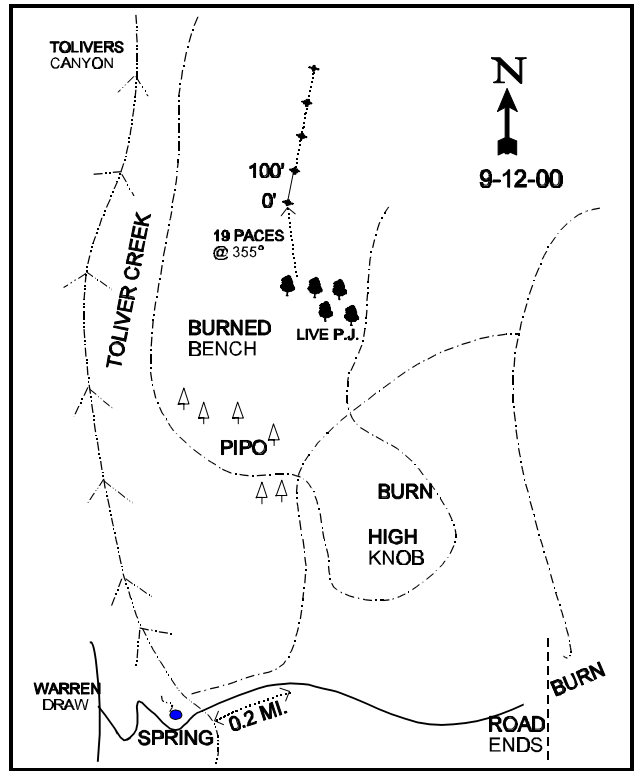 TOLIVERS
CANYON
N
9-12-00
100'
0'
19 PACES
@ 355°
TOLIVER CREEK
BURNED
BENCH
LIVE P.J.
PIPO
BURN
HIGH
KNOB
WARREN
DRAW
SPRING
0.2 MI.
ROAD
ENDS
BURN